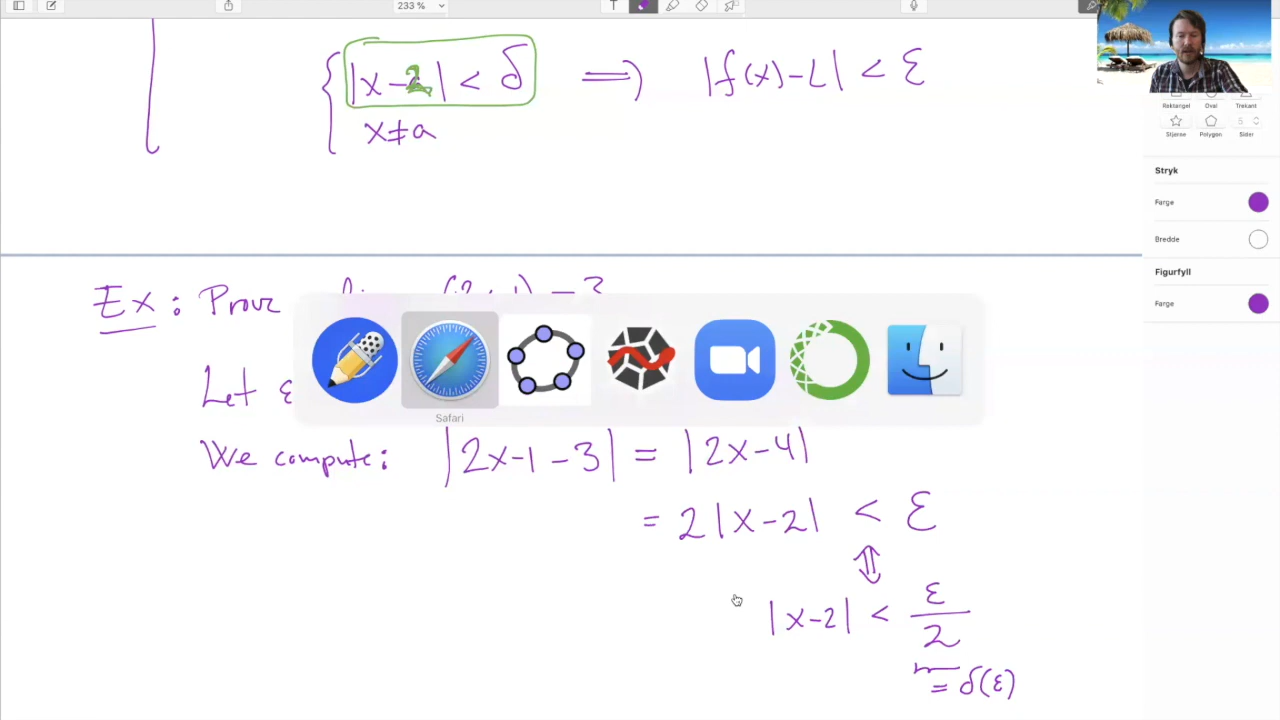 233 %
|x-2| < δ ⟹ |f(x)-L| < ε
x≠a
Rektangel Oval Trekant
Stjerne Polygon 5 Sider
Stryk
Farge
Bredde
Figurfyll
Farge
Ex: Prove
Let ε
Safari
We compute: |2x-1-3| = |2x-4|
= 2|x-2| < ε
⇕
|x-2| < ε/2
= δ(ε)